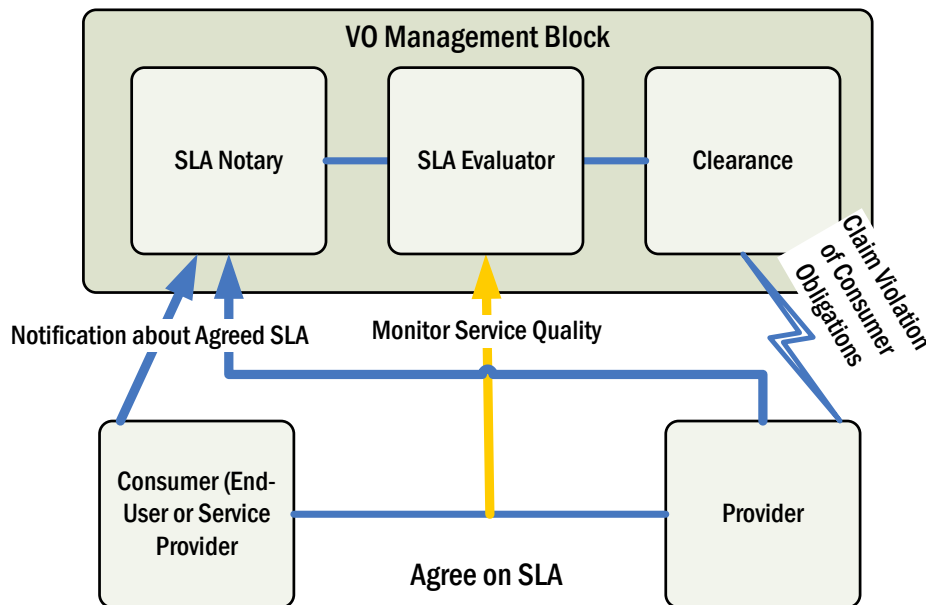 VO Management Block
SLA Notary
SLA Evaluator
Clearance
Claim Violation
of Consumer
Obligations
Notification about Agreed SLA
Monitor Service Quality
Consumer (End-
User or Service
Provider
Provider
Agree on SLA